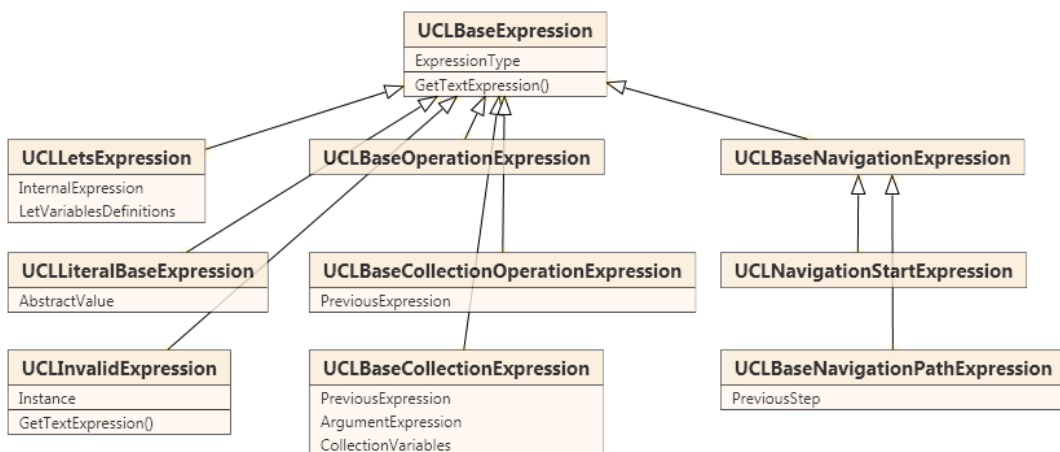 UCLBaseExpression
ExpressionType
GetTextExpression()
UCLLetsExpression
InternalExpression
LetVariablesDefinitions
UCLBaseOperationExpression
UCLBaseNavigationExpression
UCLLiteralBaseExpression
AbstractValue
UCLBaseCollectionOperationExpression
PreviousExpression
UCLNavigationStartExpression
UCLInvalidExpression
Instance
GetTextExpression()
UCLBaseCollectionExpression
PreviousExpression
ArgumentExpression
CollectionVariables
UCLBaseNavigationPathExpression
PreviousStep